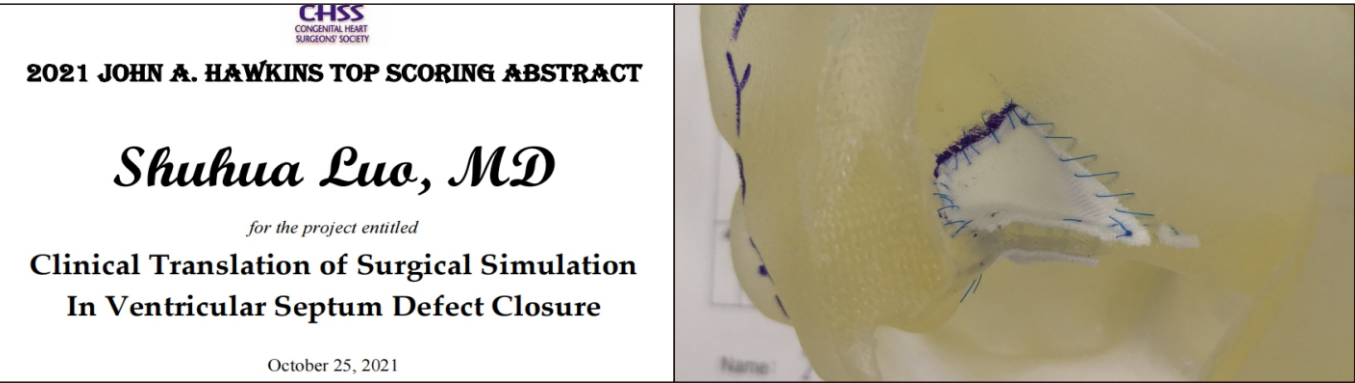 CHSS
CONGENITAL HEART
SURGEONS' SOCIETY
2021 JOHN A. HAWKINS TOP SCORING ABSTRACT
Shuhua Luo, MD
for the project entitled
Clinical Translation of Surgical Simulation
In Ventricular Septum Defect Closure
October 25, 2021
Name: